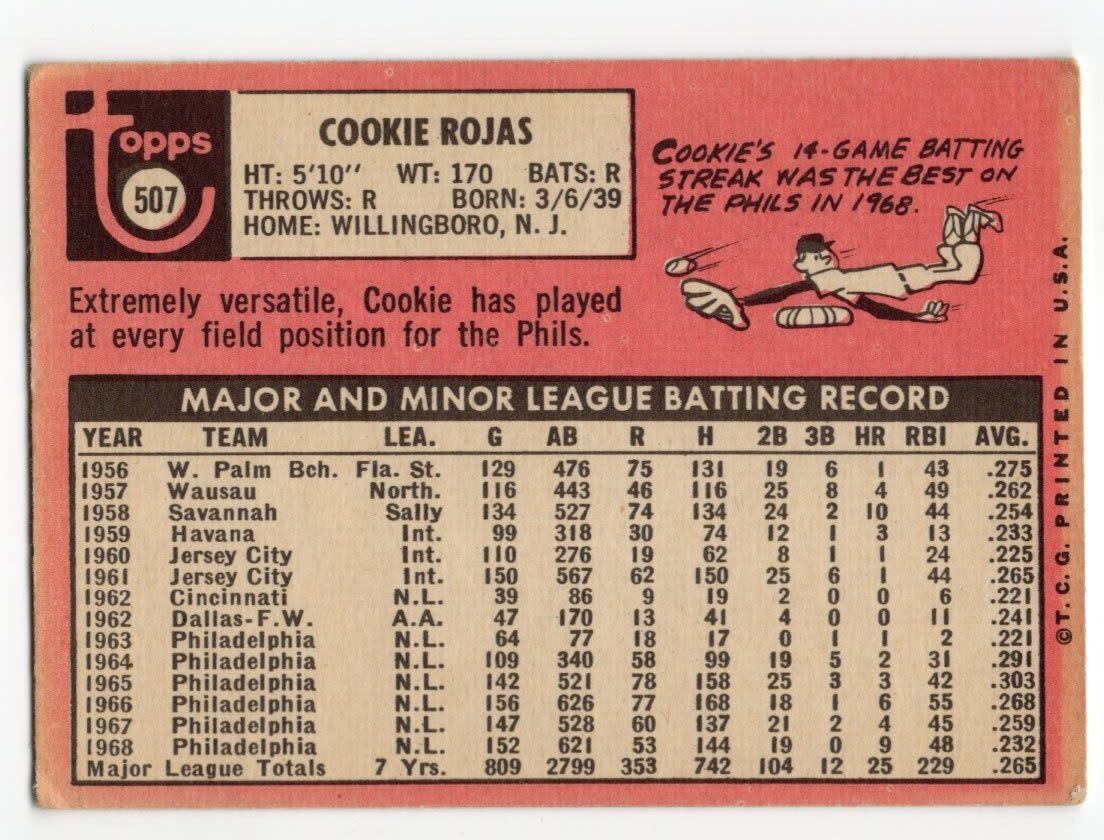 Topps
507
COOKIE ROJAS
HT: 5'10" WT: 170 BATS: R
THROWS: R BORN: 3/6/39
HOME: WILLINGBORO, N. J.
COOKIE'S 14-GAME BATTING
STREAK WAS THE BEST ON
THE PHILS IN 1968.
Extremely versatile, Cookie has played
at every field position for the Phils.
MAJOR AND MINOR LEAGUE BATTING RECORD
YEAR TEAM LEA. G AB R H 2B 3B HR RBI AVG.
1956 W. Palm Bch. Fla. St. 129 476 75 131 19 6 1 43 .275
1957 Wausau North. 116 443 46 116 25 8 4 49 .262
1958 Savannah Sally 134 527 74 134 24 2 10 44 .254
1959 Havana Int. 99 318 30 74 12 1 3 13 .233
1960 Jersey City Int. 110 276 19 62 8 1 1 24 .225
1961 Jersey City Int. 150 567 62 150 25 6 1 44 .265
1962 Cincinnati N.L. 39 86 9 19 2 0 0 6 .221
1962 Dallas-F.W. A.A. 47 170 13 41 4 0 0 11 .241
1963 Philadelphia N.L. 64 77 18 17 0 1 1 2 .221
1964 Philadelphia N.L. 109 340 58 99 19 5 2 31 .291
1965 Philadelphia N.L. 142 521 78 158 25 3 3 42 .303
1966 Philadelphia N.L. 156 626 77 168 18 1 6 55 .268
1967 Philadelphia N.L. 147 528 60 137 21 2 4 45 .259
1968 Philadelphia N.L. 152 621 53 144 19 0 9 48 .232
Major League Totals 7 Yrs. 809 2799 353 742 104 12 25 229 .265
©T. C. G. PRINTED IN U.S.A.